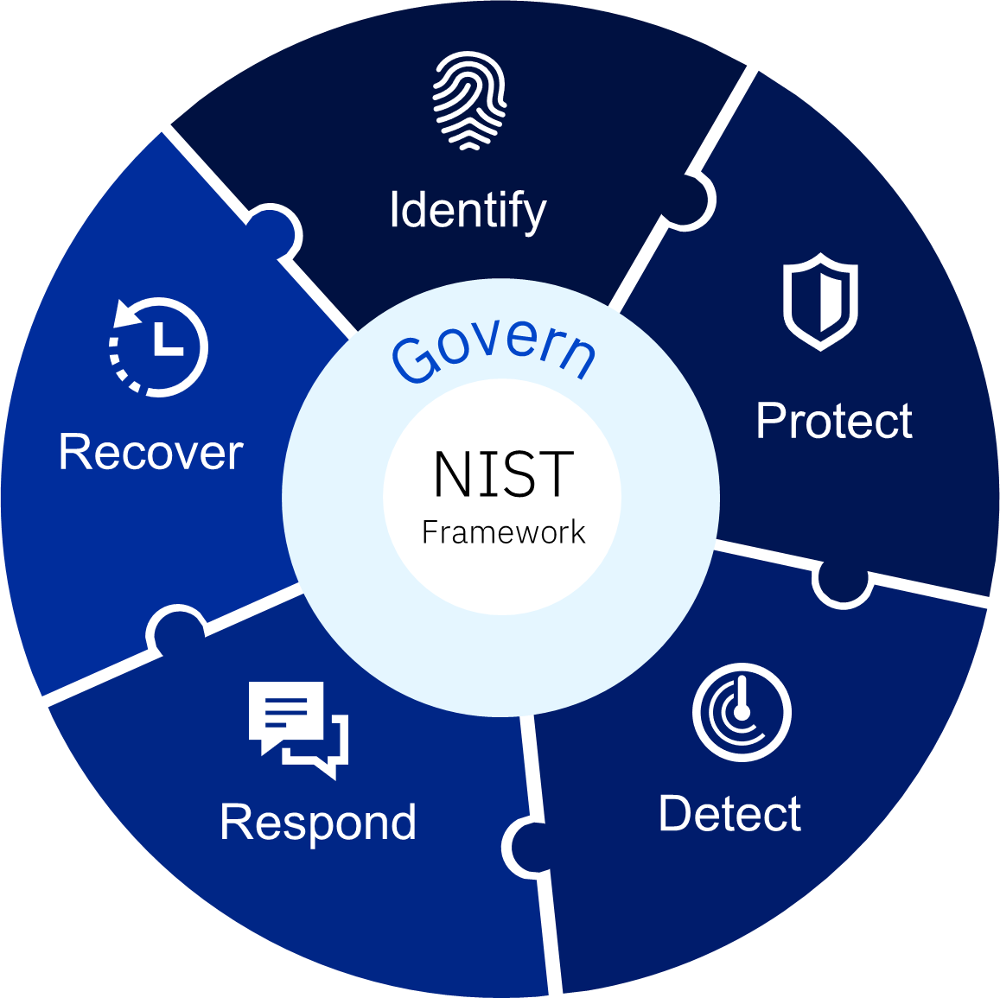 Identify
Protect
Detect
Respond
Recover
Govern
NIST
Framework